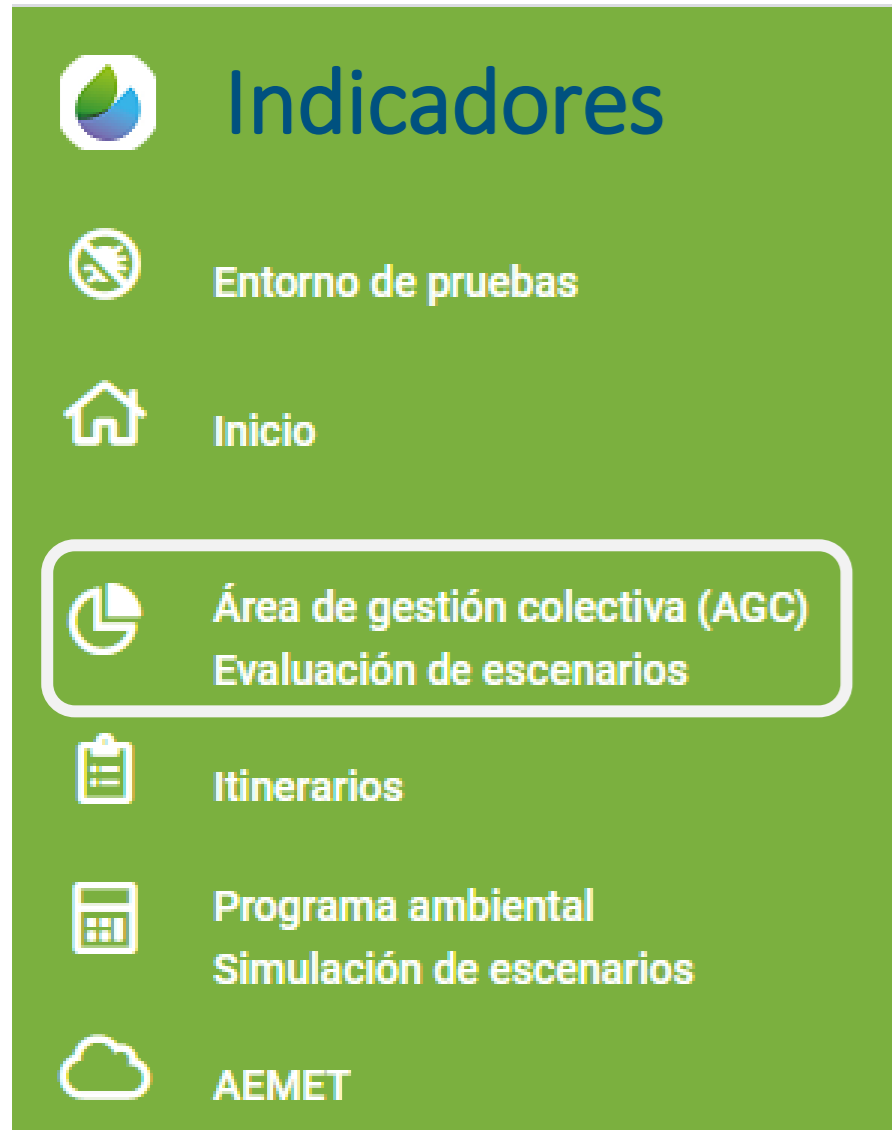 Indicadores
Entorno de pruebas
Inicio
Área de gestión colectiva (AGC)
Evaluación de escenarios
Itinerarios
Programa ambiental
Simulación de escenarios
AEMET